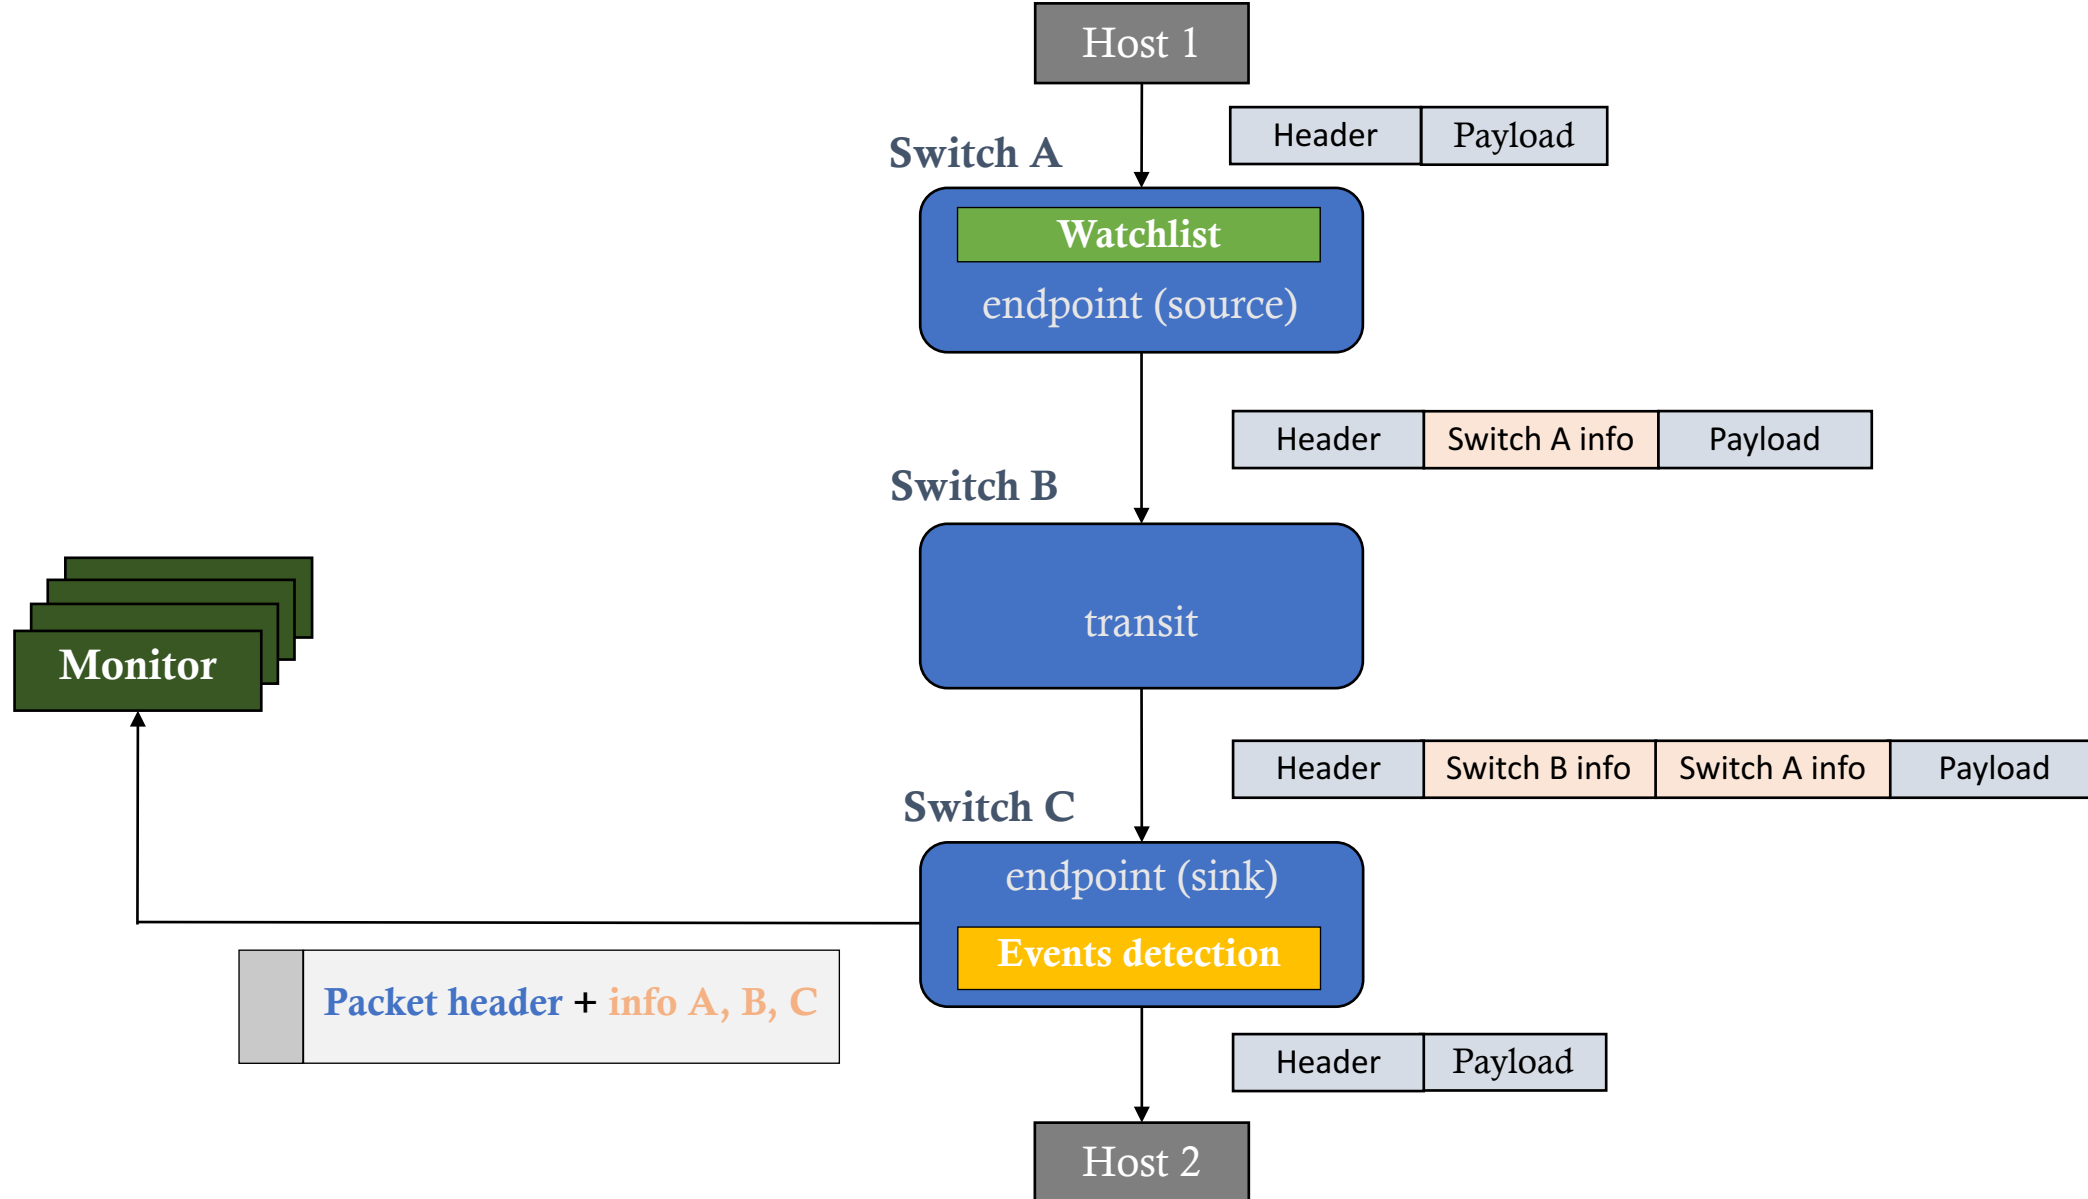 Host 1
Header Payload
Switch A
Watchlist
endpoint (source)
Header Switch A info Payload
Switch B
transit
Monitor
Header Switch B info Switch A info Payload
Switch C
endpoint (sink)
Events detection
Packet header + info A, B, C
Header Payload
Host 2